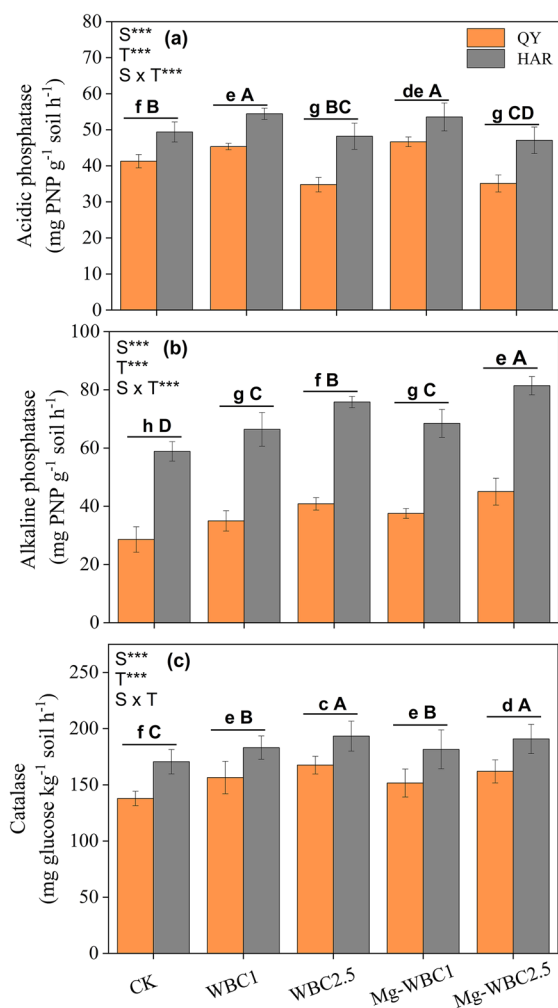 80
70
60
50
40
30
20
10
0
Acidic phosphatase
(mg PNP g⁻¹ soil h⁻¹)
(a)
S***
T***
S x T***
QY
HAR
f B
e A
g BC
de A
g CD
100
80
60
40
20
0
Alkaline phosphatase
(mg PNP g⁻¹ soil h⁻¹)
(b)
S***
T***
S x T***
h D
g C
f B
g C
e A
250
200
150
100
50
0
Catalase
(mg glucose kg⁻¹ soil h⁻¹)
(c)
S***
T***
S x T
f C
e B
c A
e B
d A
CK
WBC1
WBC2.5
Mg-WBC1
Mg-WBC2.5